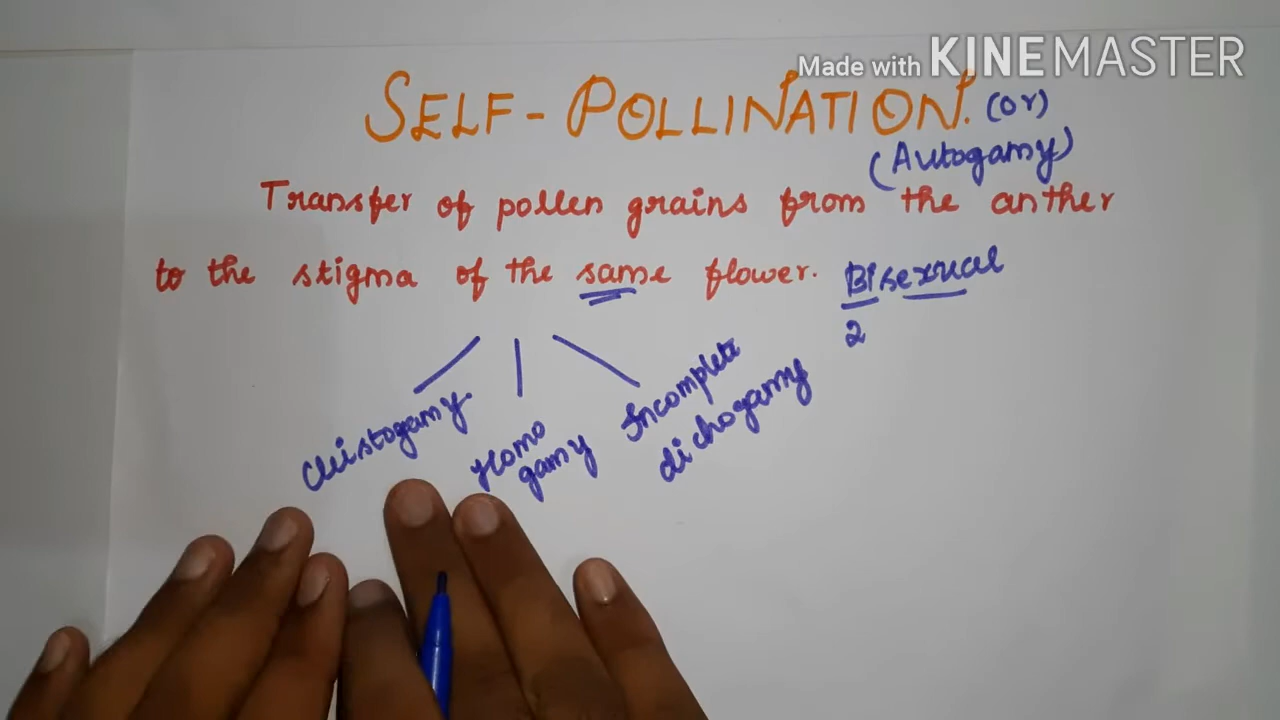 Made with KINEMASTER
SELF-POLLINATION. (or)
(Autogamy)
Transfer of pollen grains from the anther
to the stigma of the same flower. Bisexual
2
Cleistogamy.
Homo
gamy
Incomplete
dichogamy